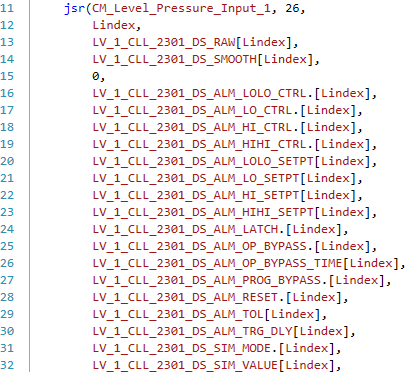 11 jsr(CM_Level_Pressure_Input_1, 26,
12 Lindex,
13 LV_1_CLL_2301_DS_RAW[Lindex],
14 LV_1_CLL_2301_DS_SMOOTH[Lindex],
15 0,
16 LV_1_CLL_2301_DS_ALM_LOLO_CTRL.[Lindex],
17 LV_1_CLL_2301_DS_ALM_LO_CTRL.[Lindex],
18 LV_1_CLL_2301_DS_ALM_HI_CTRL.[Lindex],
19 LV_1_CLL_2301_DS_ALM_HIHI_CTRL.[Lindex],
20 LV_1_CLL_2301_DS_ALM_LOLO_SETPT[Lindex],
21 LV_1_CLL_2301_DS_ALM_LO_SETPT[Lindex],
22 LV_1_CLL_2301_DS_ALM_HI_SETPT[Lindex],
23 LV_1_CLL_2301_DS_ALM_HIHI_SETPT[Lindex],
24 LV_1_CLL_2301_DS_ALM_LATCH.[Lindex],
25 LV_1_CLL_2301_DS_ALM_OP_BYPASS.[Lindex],
26 LV_1_CLL_2301_DS_ALM_OP_BYPASS_TIME[Lindex],
27 LV_1_CLL_2301_DS_ALM_PROG_BYPASS.[Lindex],
28 LV_1_CLL_2301_DS_ALM_RESET.[Lindex],
29 LV_1_CLL_2301_DS_ALM_TOL[Lindex],
30 LV_1_CLL_2301_DS_ALM_TRG_DLY[Lindex],
31 LV_1_CLL_2301_DS_SIM_MODE.[Lindex],
32 LV_1_CLL_2301_DS_SIM_VALUE[Lindex],